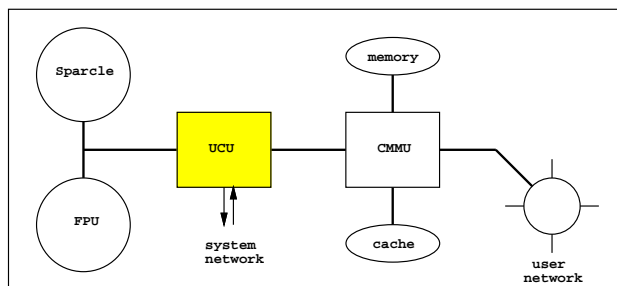 Sparcle
memory
UCU
CMMU
FPU
system
network
cache
user
network